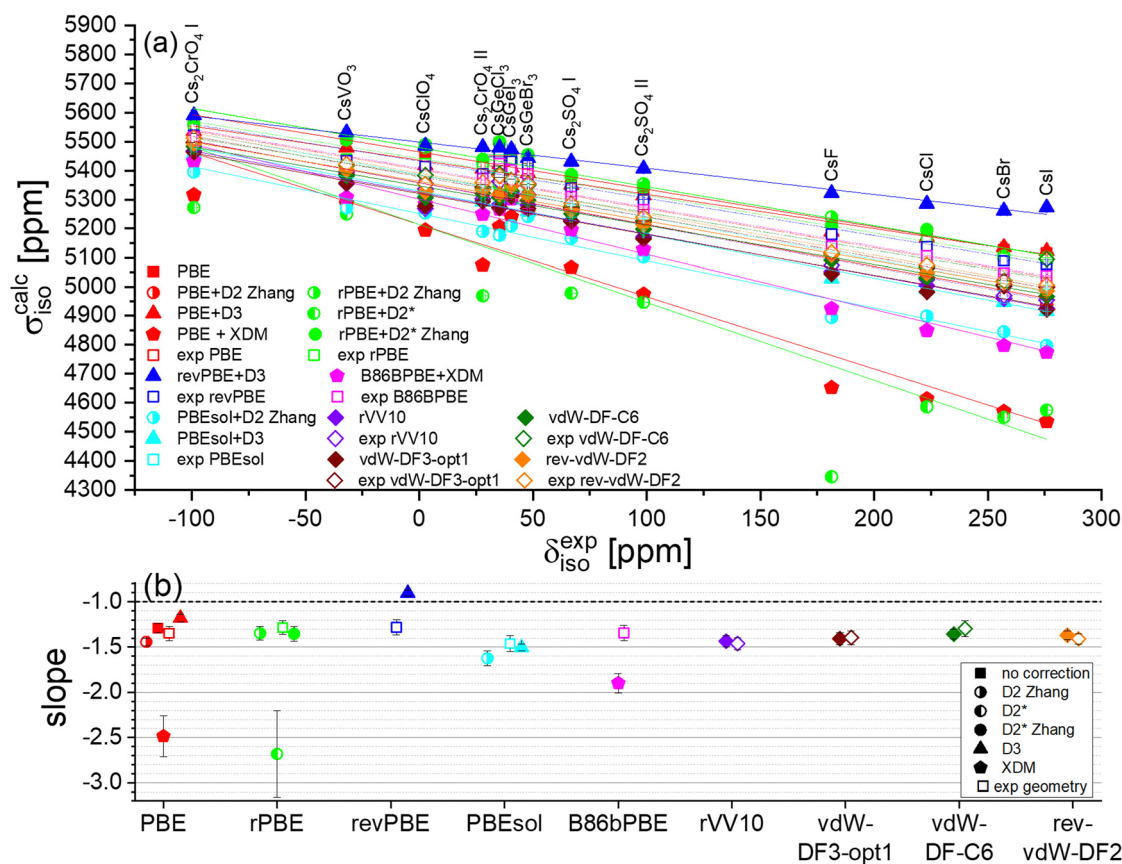 (a)
5900
5800
5700
5600
5500
5400
5300
5200
5100
5000
4900
4800
4700
4600
4500
4400
4300
σ_iso^calc [ppm]
Cs₂CrO₄ I
CsVO₃
CsClO₄
Cs₂CrO₄ II
CsGeCl₃
CsGeI₃
CsGeBr₃
Cs₂SO₄ I
Cs₂SO₄ II
CsF
CsCl
CsBr
CsI
PBE
PBE+D2 Zhang
PBE+D3
PBE + XDM
exp PBE
revPBE+D3
exp revPBE
PBEsol+D2 Zhang
PBEsol+D3
exp PBEsol
rPBE+D2 Zhang
rPBE+D2*
rPBE+D2* Zhang
exp rPBE
B86BPBE+XDM
exp B86BPBE
rVV10
exp rVV10
vdW-DF3-opt1
exp vdW-DF3-opt1
vdW-DF-C6
exp vdW-DF-C6
rev-vdW-DF2
exp rev-vdW-DF2
-100 -50 0 50 100 150 200 250 300
δ_iso^exp [ppm]
(b)
-1.0
-1.5
-2.0
-2.5
-3.0
slope
no correction
D2 Zhang
D2*
D2* Zhang
D3
XDM
exp geometry
PBE rPBE revPBE PBEsol B86bPBE rVV10 vdW- vdW- rev-
DF3-opt1 DF-C6 vdW-DF2